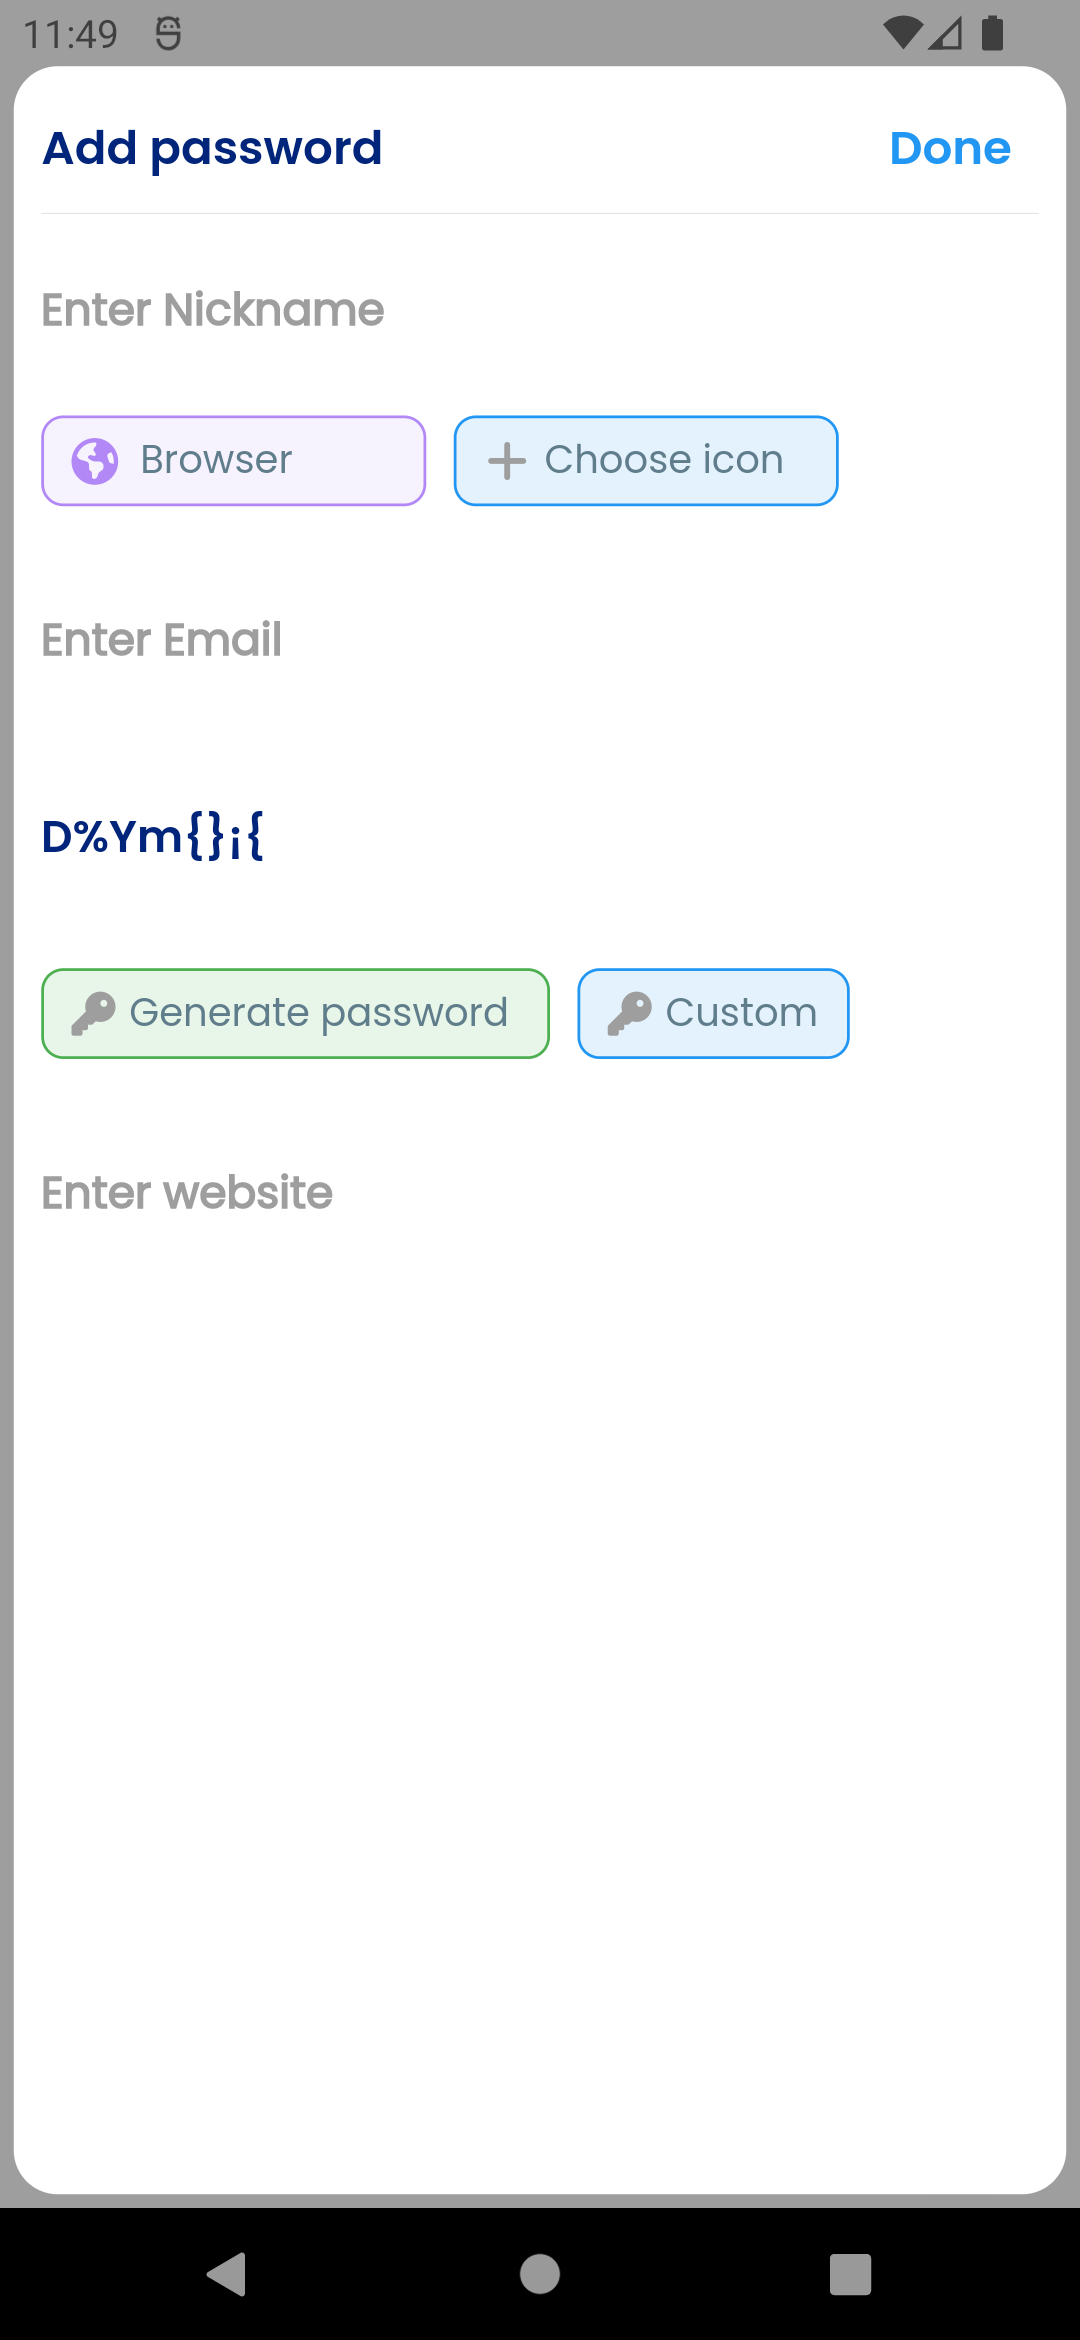 11:49
Add password
Done
Enter Nickname
Browser
Choose icon
Enter Email
D%Ym{}¡{
Generate password
Custom
Enter website